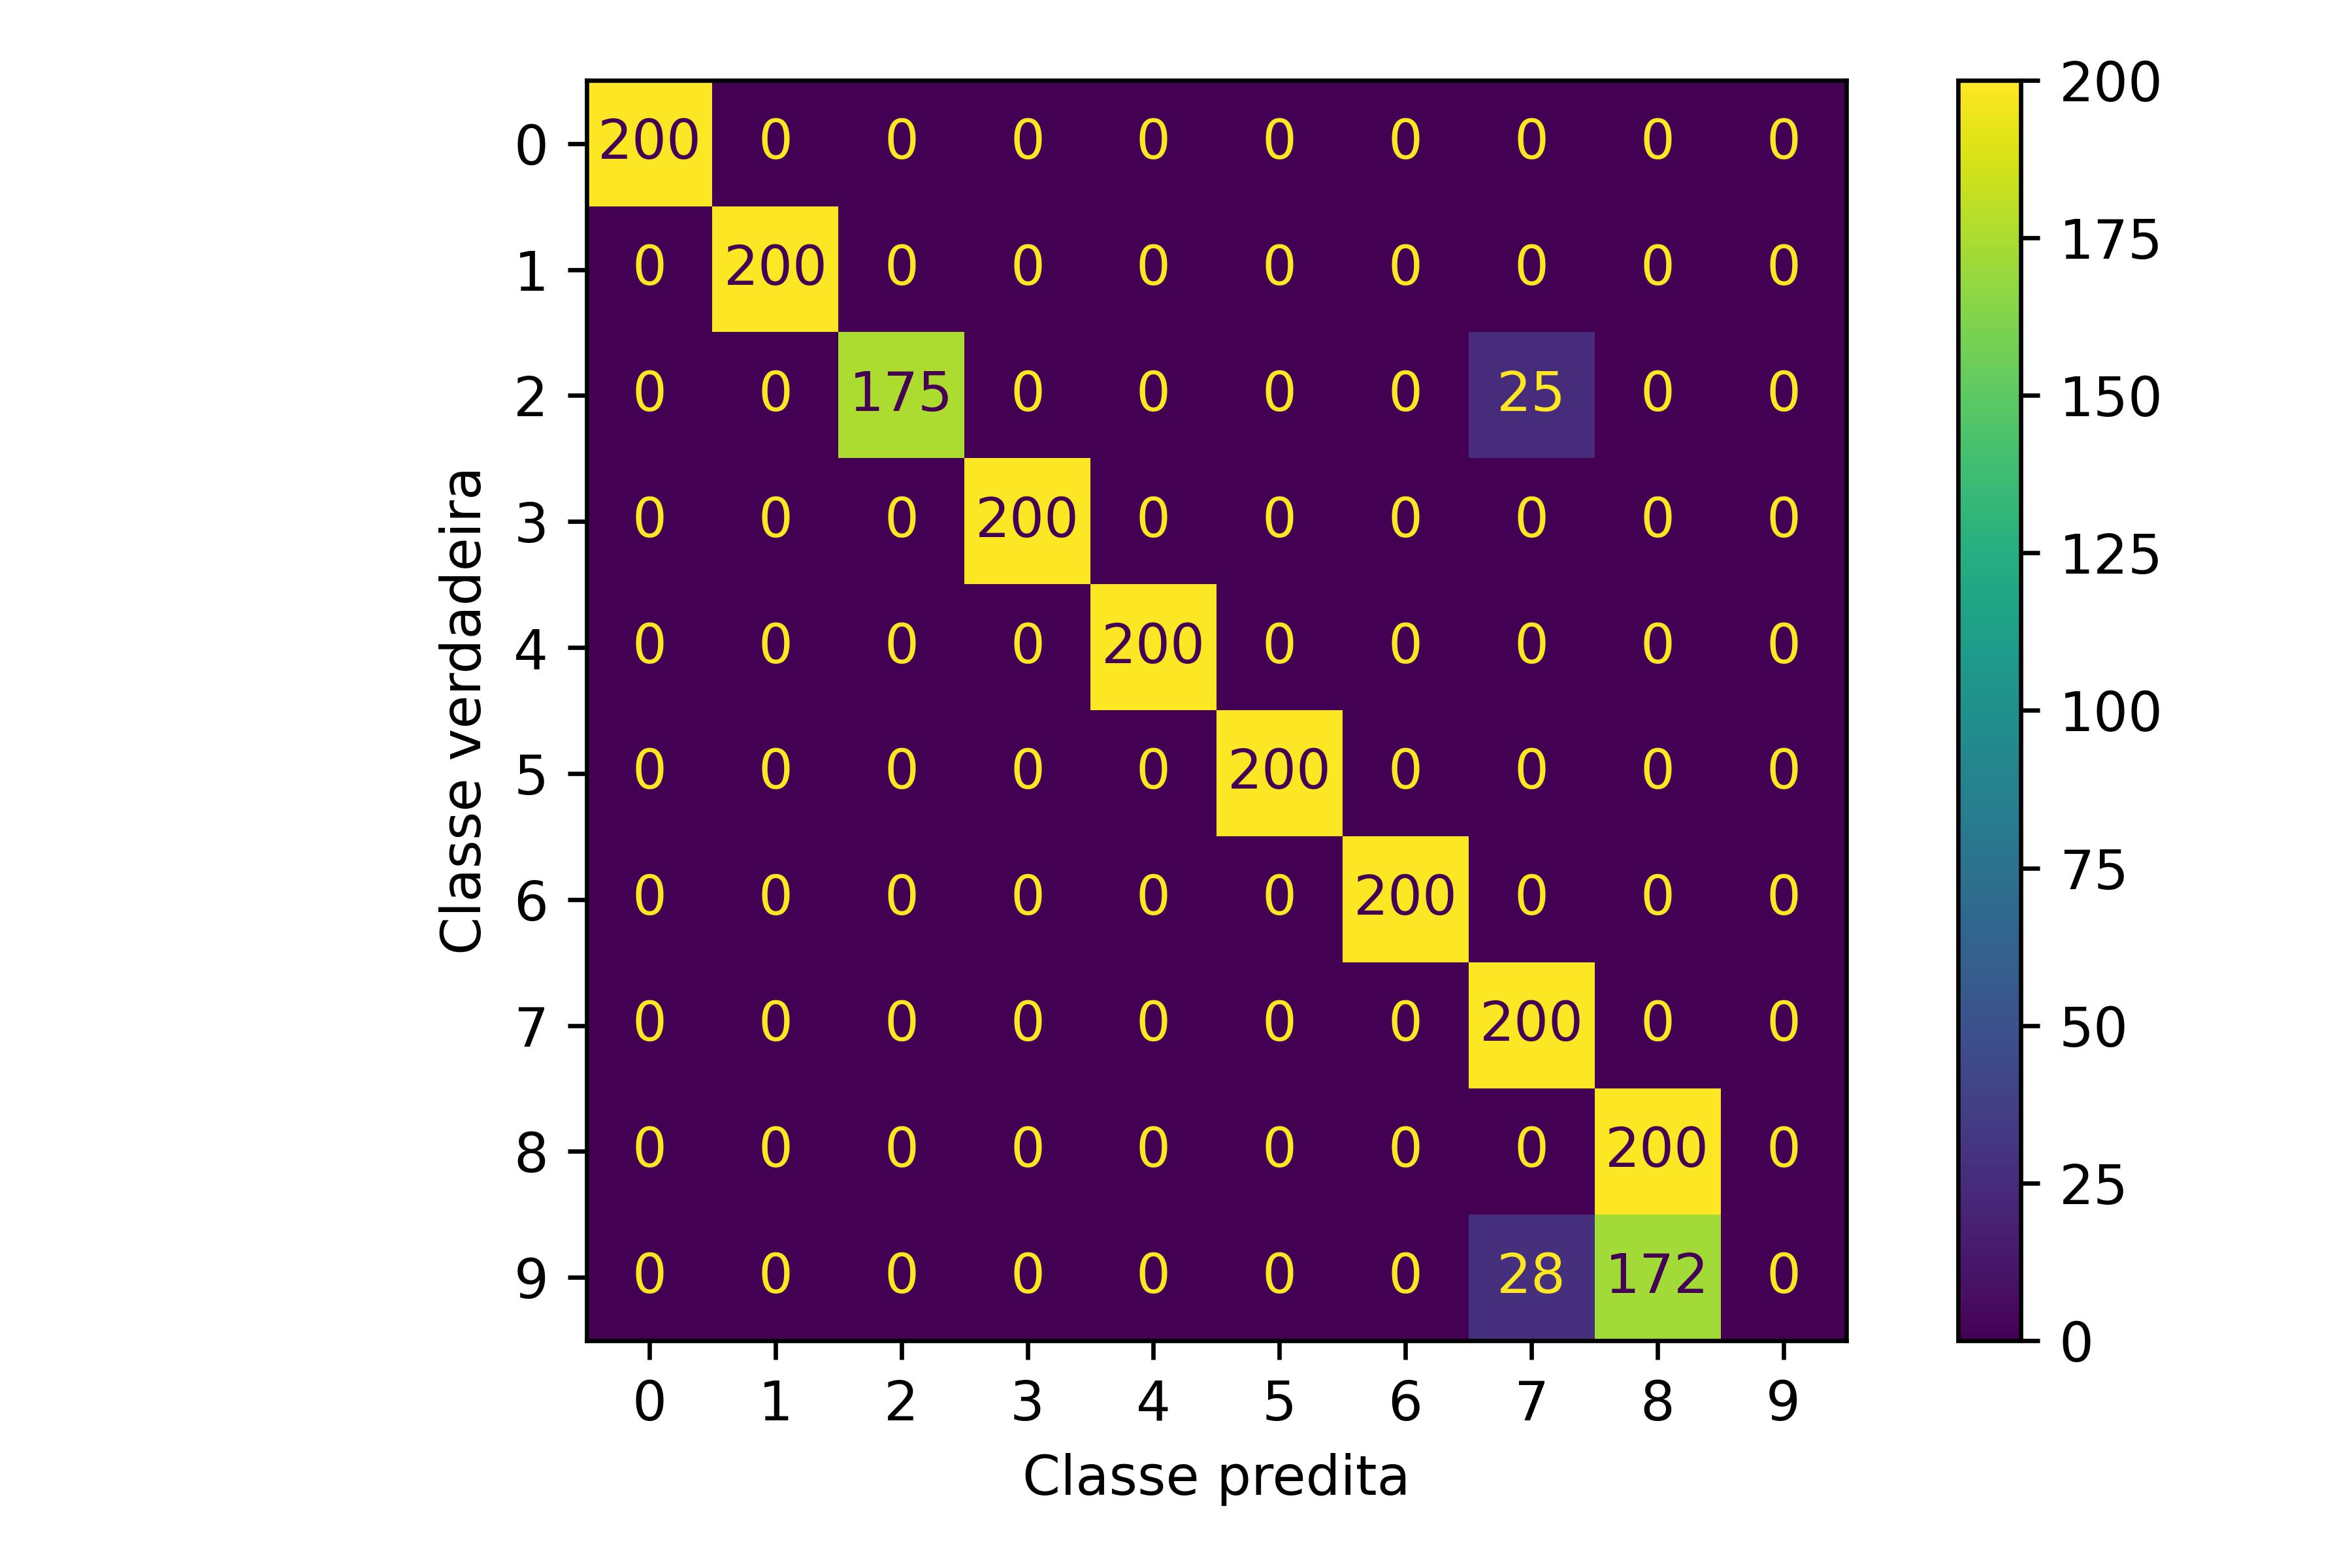 0 200 0 0 0 0 0 0 0 0 0
1 0 200 0 0 0 0 0 0 0 0
2 0 0 175 0 0 0 0 25 0 0
3 0 0 0 200 0 0 0 0 0 0
4 0 0 0 0 200 0 0 0 0 0
5 0 0 0 0 0 200 0 0 0 0
6 0 0 0 0 0 0 200 0 0 0
7 0 0 0 0 0 0 0 200 0 0
8 0 0 0 0 0 0 0 0 200 0
9 0 0 0 0 0 0 0 28 172 0
0 1 2 3 4 5 6 7 8 9
Classe predita
Classe verdadeira
200
175
150
125
100
75
50
25
0